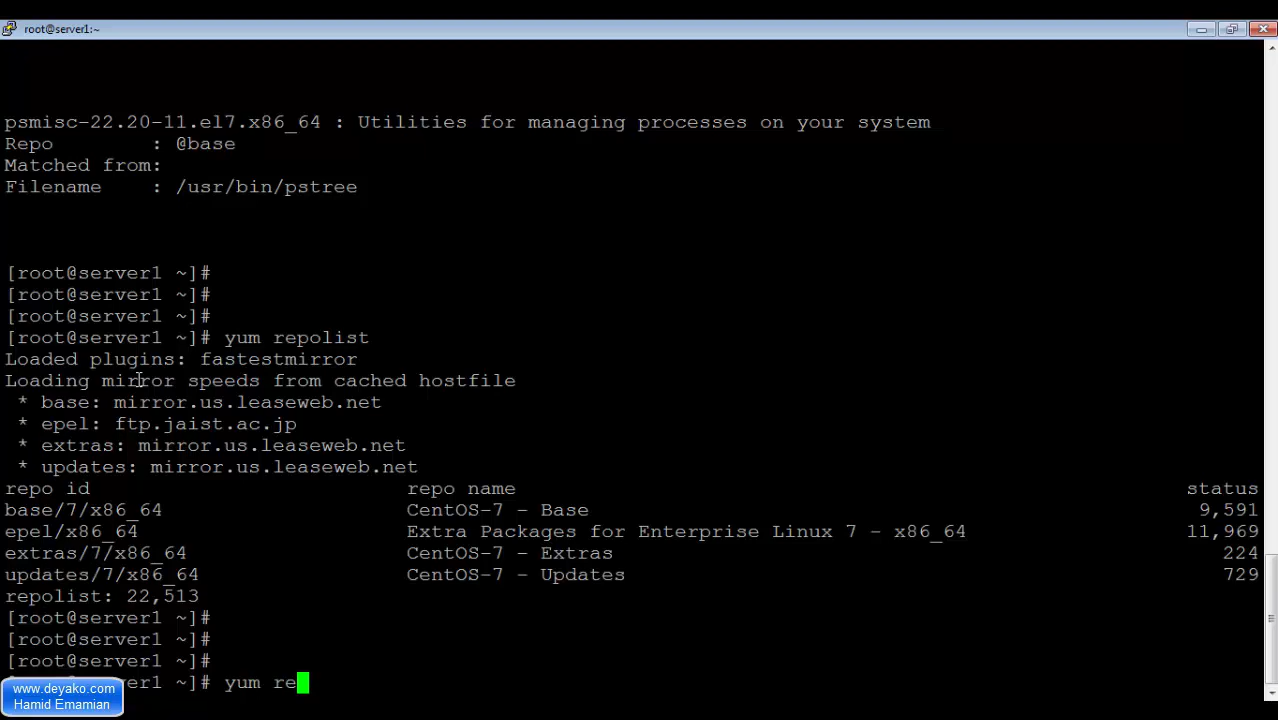 root@server1:~
psmisc-22.20-11.el7.x86_64 : Utilities for managing processes on your system
Repo        : @base
Matched from:
Filename    : /usr/bin/pstree
[root@server1 ~]#
[root@server1 ~]#
[root@server1 ~]#
[root@server1 ~]# yum repolist
Loaded plugins: fastestmirror
Loading mirror speeds from cached hostfile
 * base: mirror.us.leaseweb.net
 * epel: ftp.jaist.ac.jp
 * extras: mirror.us.leaseweb.net
 * updates: mirror.us.leaseweb.net
repo id                          repo name                                                       status
base/7/x86_64                    CentOS-7 - Base                                                  9,591
epel/x86_64                      Extra Packages for Enterprise Linux 7 - x86_64                  11,969
extras/7/x86_64                  CentOS-7 - Extras                                                  224
updates/7/x86_64                 CentOS-7 - Updates                                                 729
repolist: 22,513
[root@server1 ~]#
[root@server1 ~]#
[root@server1 ~]#
erver1 ~]# yum re
www.deyako.com
Hamid Emamian